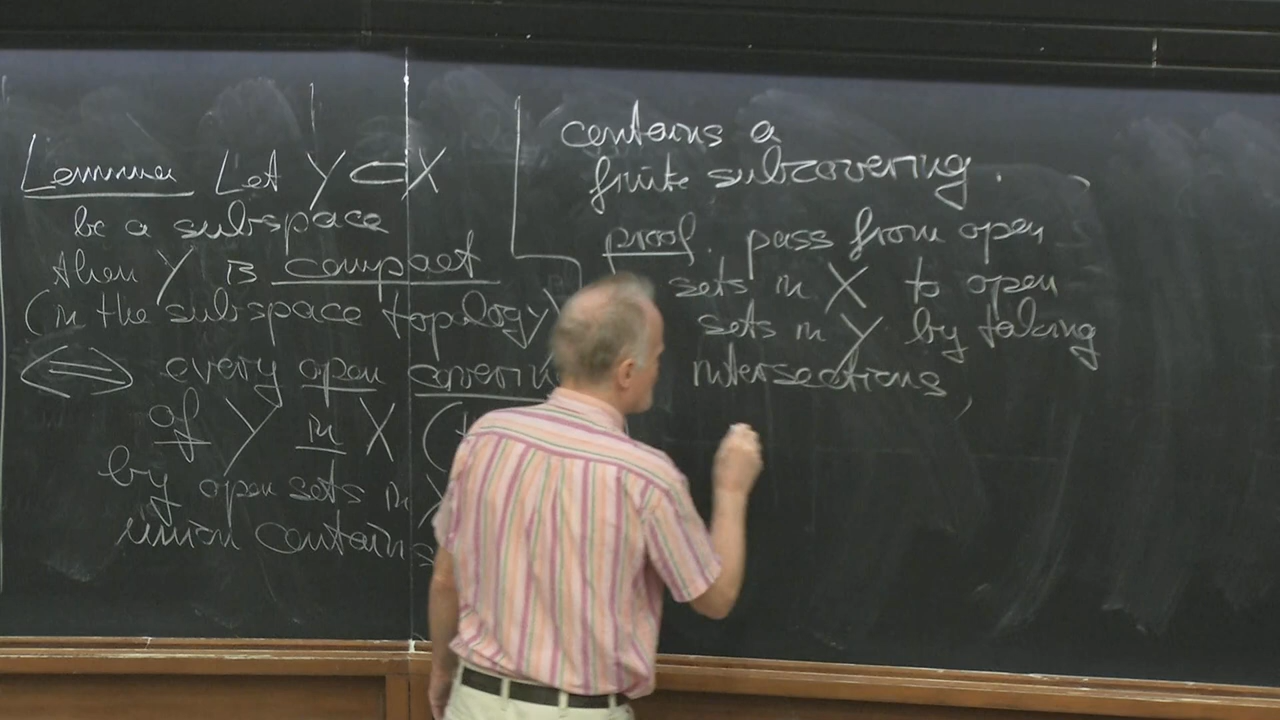 Lemma Let Y ⊂ X
be a subspace
then Y is compact
(in the subspace topology)
⟺ every open coverin
of Y in X (
by open sets in X
union contains
contains a
finite subcovering.
proof. pass from open
sets in X to open
sets in Y by taking
intersections,